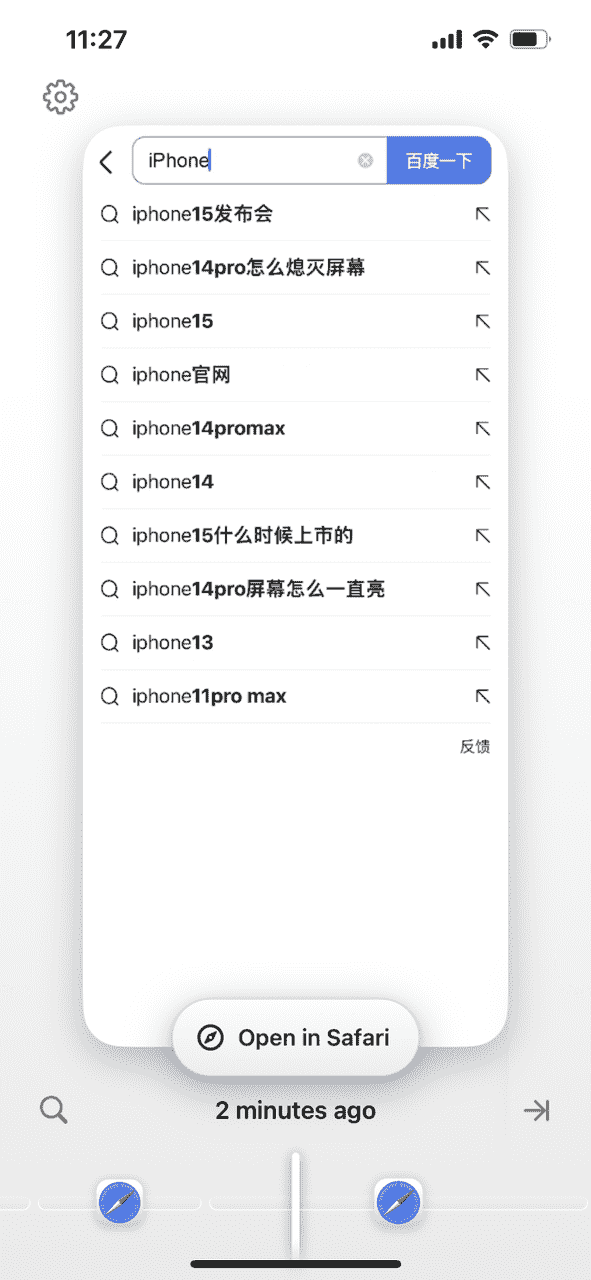 11:27
iPhone
百度一下
iphone15发布会
iphone14pro怎么熄灭屏幕
iphone15
iphone官网
iphone14promax
iphone14
iphone15什么时候上市的
iphone14pro屏幕怎么一直亮
iphone13
iphone11pro max
反馈
Open in Safari
2 minutes ago